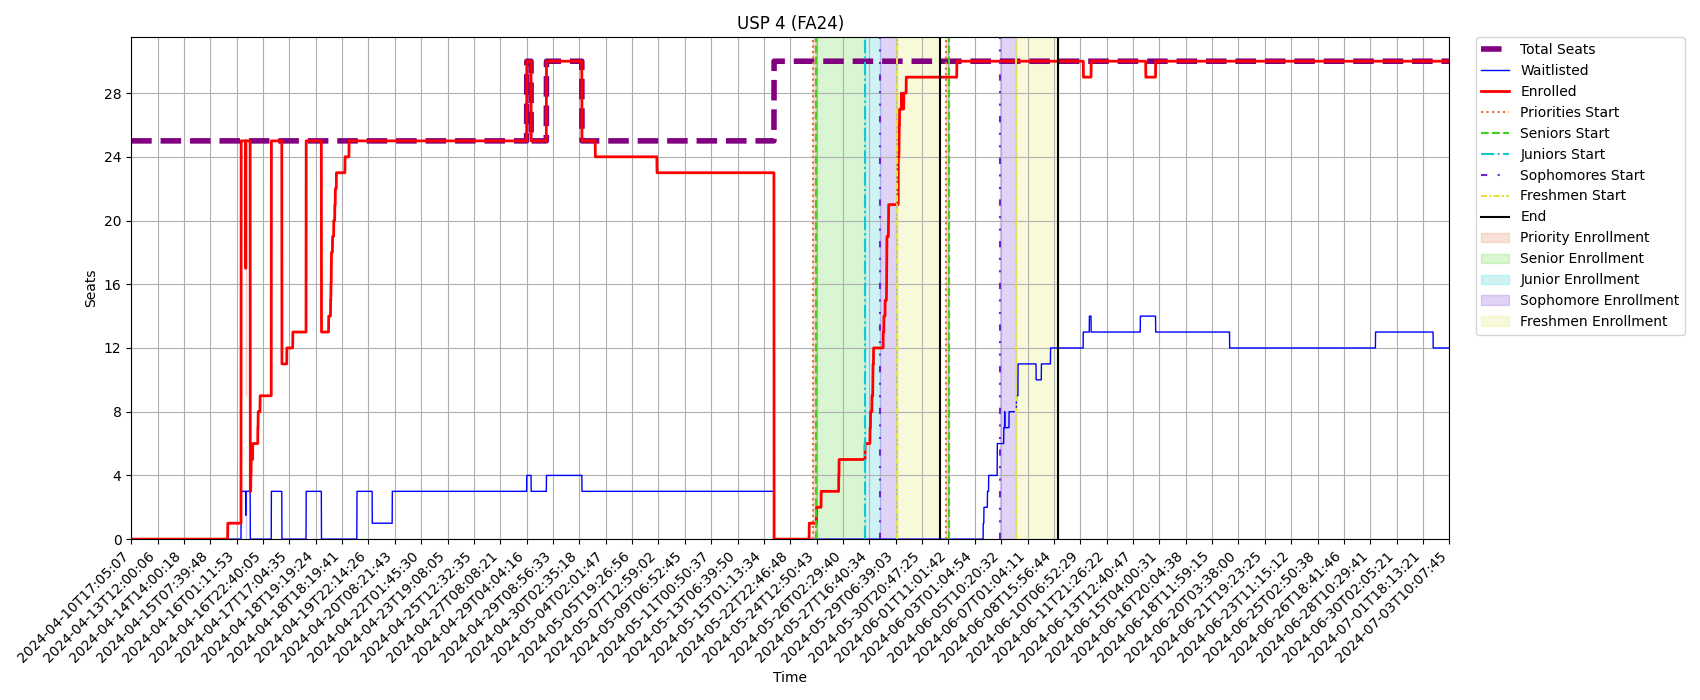 USP 4 (FA24)
Total Seats
Waitlisted
Enrolled
Priorities Start
Seniors Start
Juniors Start
Sophomores Start
Freshmen Start
End
Priority Enrollment
Senior Enrollment
Junior Enrollment
Sophomore Enrollment
Freshmen Enrollment
Seats
28
24
20
16
12
8
4
0
2024-04-10T17:05:07
2024-04-13T12:00:06
2024-04-14T14:00:18
2024-04-15T07:39:48
2024-04-16T01:11:53
2024-04-16T22:40:05
2024-04-17T17:04:35
2024-04-18T19:19:24
2024-04-18T18:19:41
2024-04-19T22:14:26
2024-04-20T08:21:43
2024-04-22T01:45:30
2024-04-23T19:08:05
2024-04-25T12:32:35
2024-04-27T08:08:21
2024-04-29T04:04:16
2024-04-29T08:56:33
2024-04-30T02:35:18
2024-05-04T02:01:47
2024-05-05T19:26:56
2024-05-07T12:59:02
2024-05-09T06:52:45
2024-05-11T00:50:37
2024-05-13T06:39:50
2024-05-15T01:13:34
2024-05-22T22:46:48
2024-05-24T12:50:43
2024-05-26T02:29:40
2024-05-27T16:40:34
2024-05-29T06:39:03
2024-05-30T20:47:25
2024-06-01T11:01:42
2024-06-03T01:04:54
2024-06-05T10:20:32
2024-06-07T01:04:11
2024-06-08T15:56:44
2024-06-10T06:52:29
2024-06-11T21:26:22
2024-06-13T12:40:47
2024-06-15T04:00:31
2024-06-16T20:04:38
2024-06-18T11:59:15
2024-06-20T03:38:00
2024-06-21T19:23:25
2024-06-23T11:15:12
2024-06-25T02:50:38
2024-06-26T18:41:46
2024-06-28T10:29:41
2024-06-30T02:05:21
2024-07-01T18:13:21
2024-07-03T10:07:45
Time